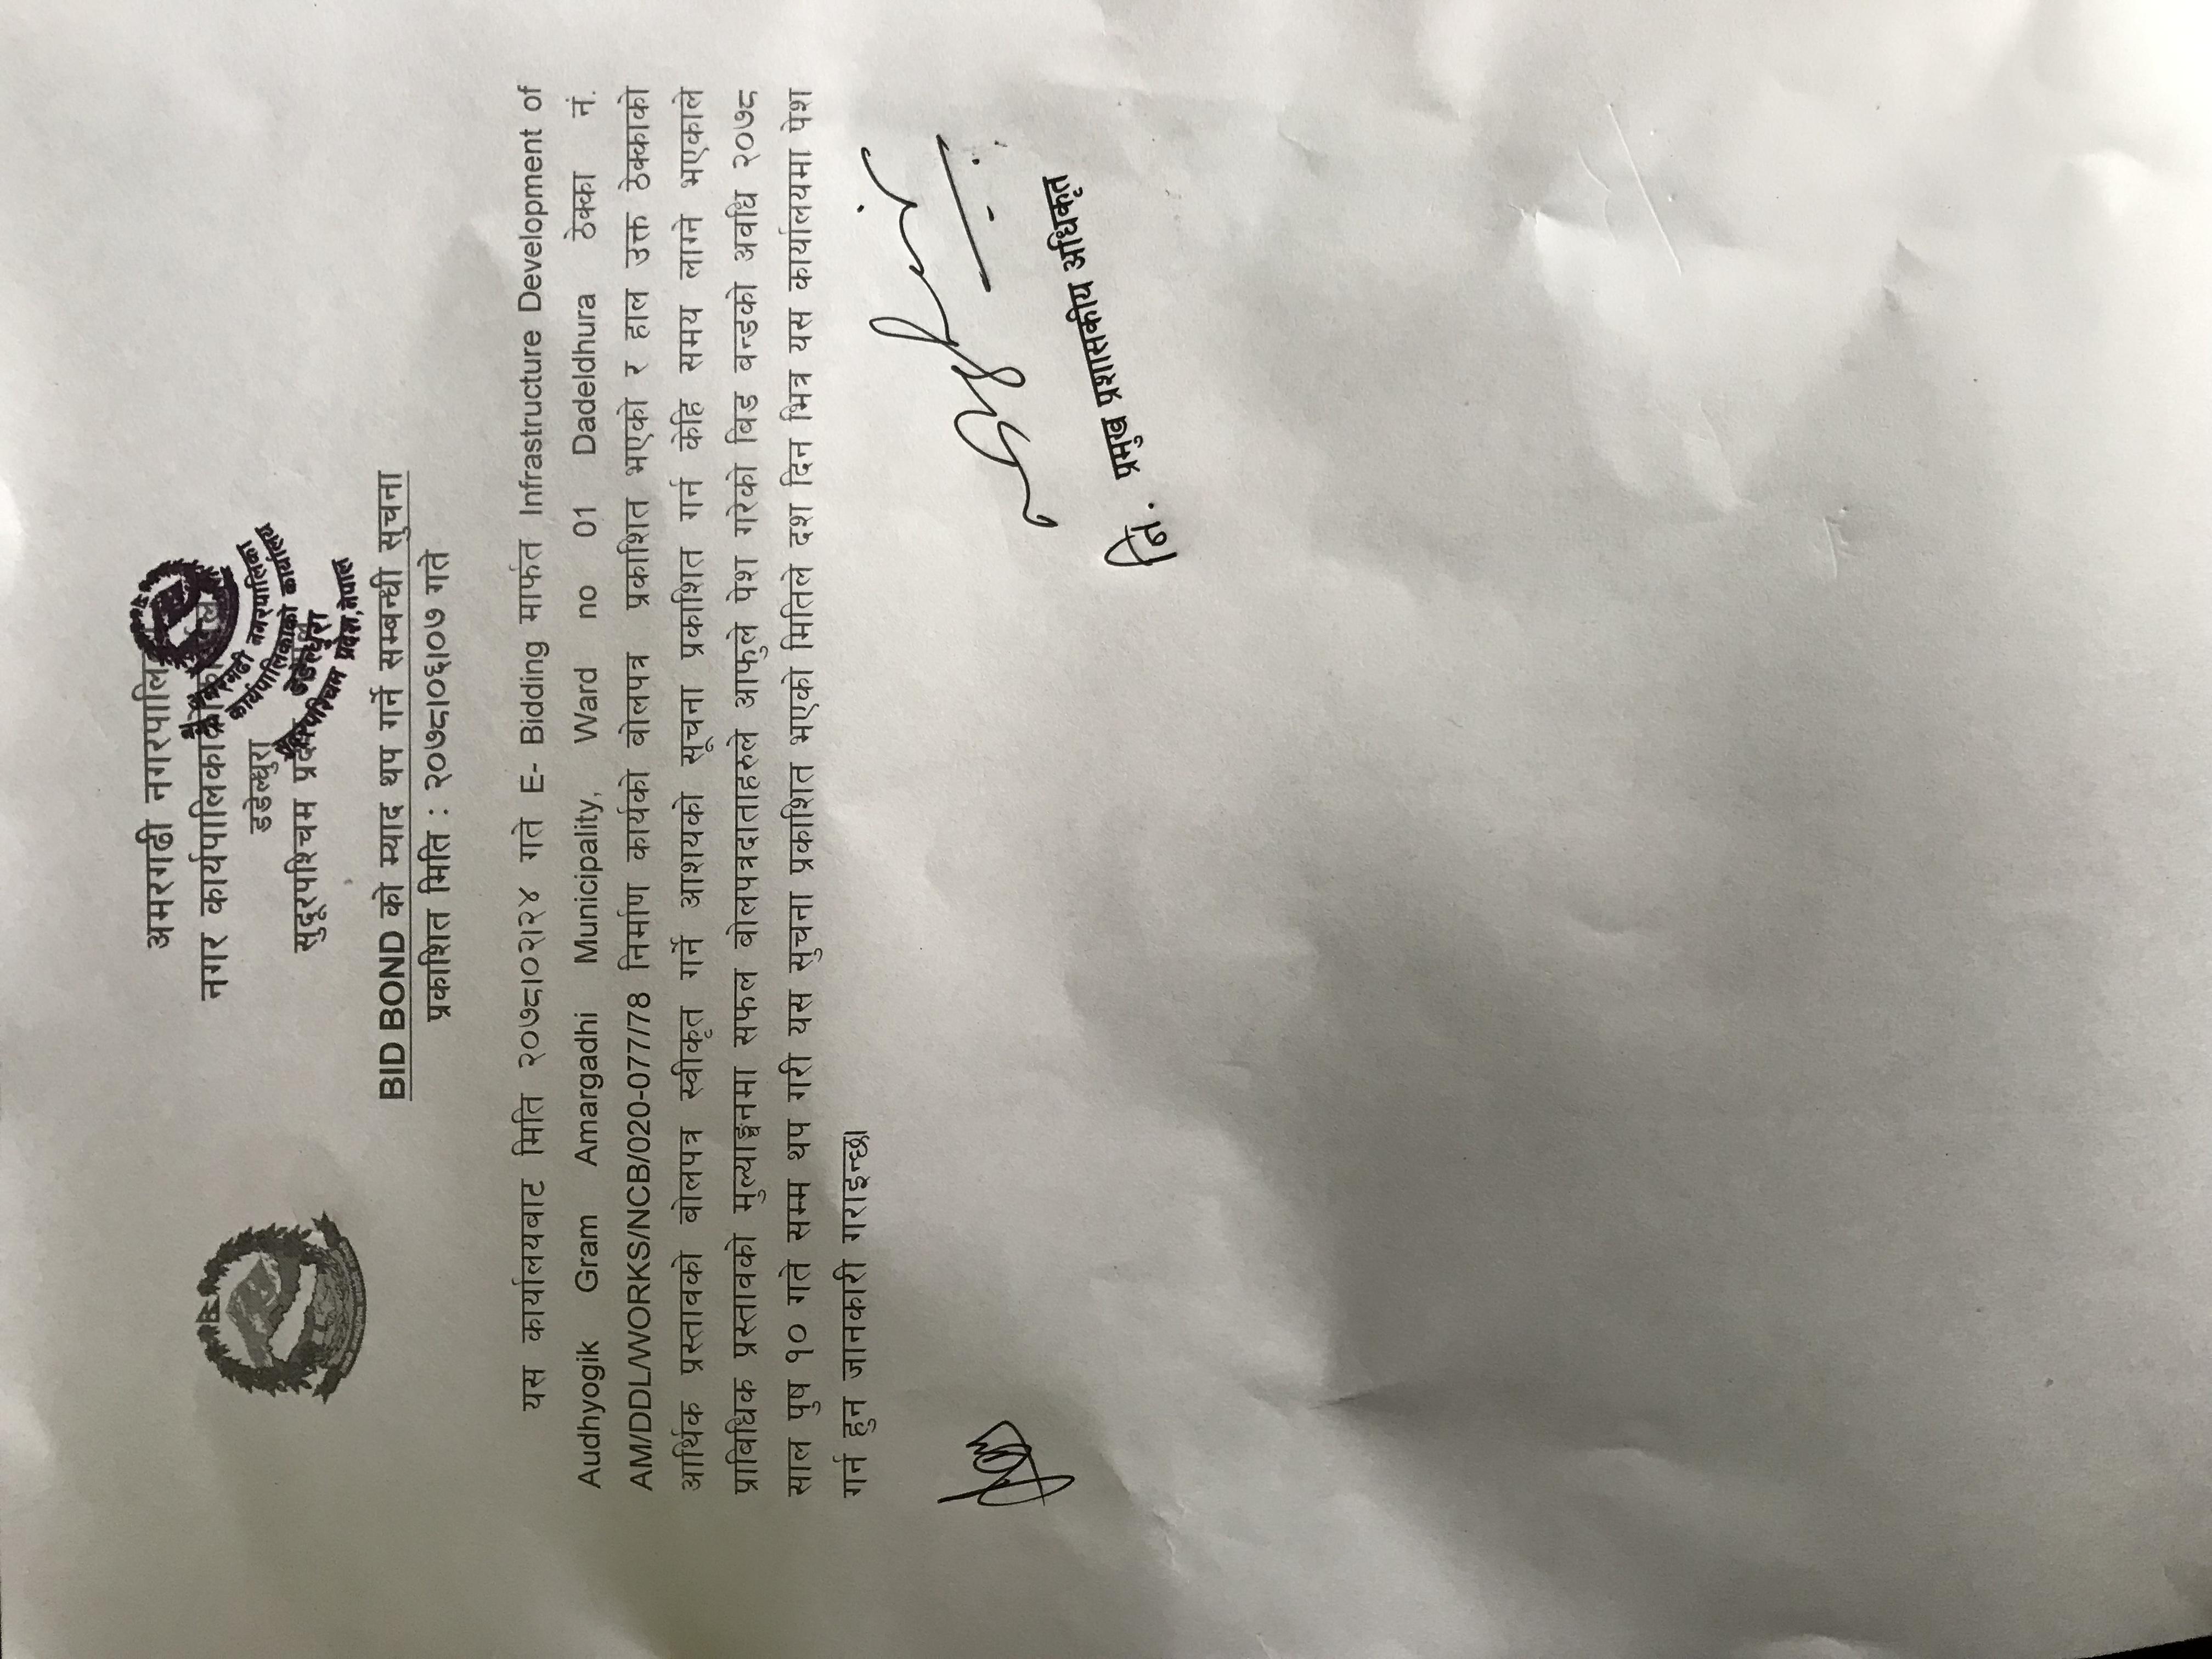 अमरगढी नगरपालि
नगर कार्यपालिकाको
डडेल्धुरा
सुदूरपश्चिम प्रदेश
नगरपालिका
कार्यपालिकाको कार्यालय
डडेल्धुरा
पश्चिम प्रदेश,नेपाल
BID BOND को म्याद थप गर्ने सम्बन्धी सुचना
प्रकाशित मिति : २०७८।०६।०७ गते
यस कार्यालयबाट मिति २०७८।०२।२४ गते E- Bidding मार्फत Infrastructure Development of
Audhyogik Gram Amargadhi Municipality, Ward no 01 Dadeldhura ठेक्का नं.
AM/DDL/WORKS/NCB/020-077/78 निर्माण कार्यको बोलपत्र प्रकाशित भएको र हाल उक्त ठेक्काको
आर्थिक प्रस्तावको बोलपत्र स्वीकृत गर्ने आशयको सूचना प्रकाशित गर्न केहि समय लाग्ने भएकाले
प्राबिधिक प्रस्तावको मुल्याङ्कनमा सफल बोलपत्रदाताहरुले आफुले पेश गरेको बिड बन्डको अवधि २०७८
साल पुष १० गते सम्म थप गरी यस सुचना प्रकाशित भएको मितिले दश दिन भित्र यस कार्यालयमा पेश
गर्न हुन जानकारी गराइन्छ।
नि. प्रमुख प्रशासकीय अधिकृत